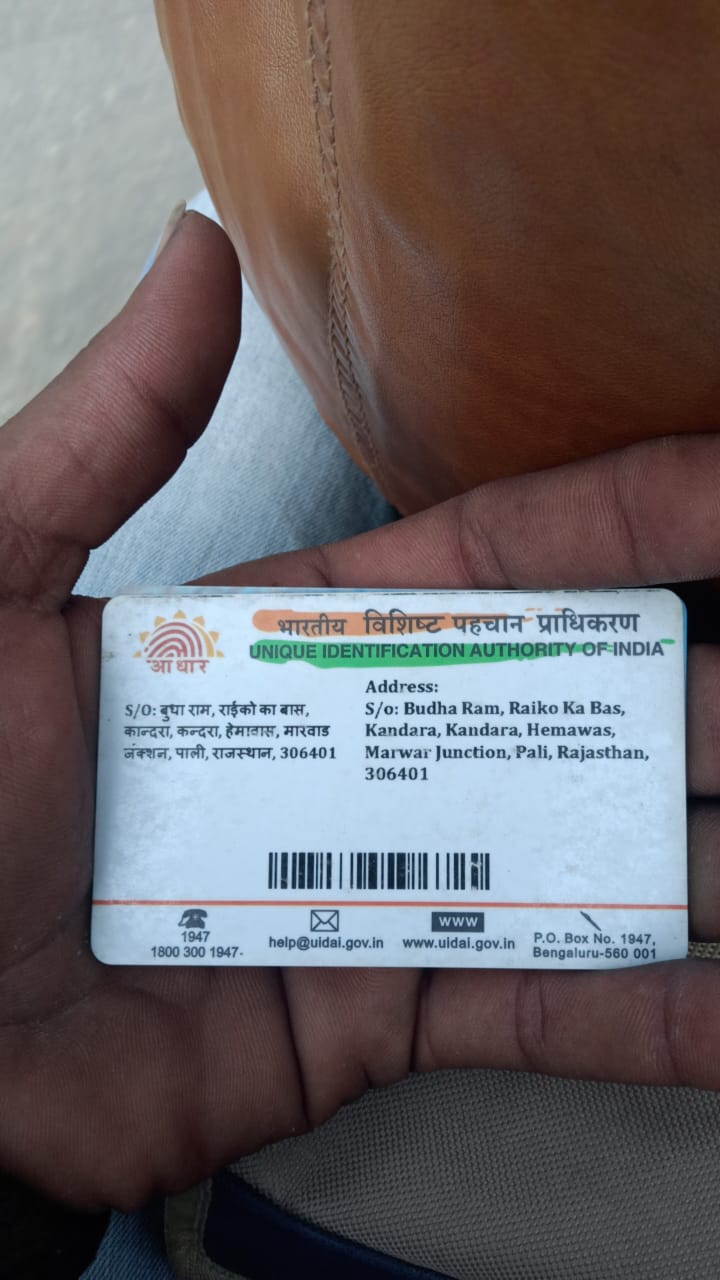 भारतीय विशिष्ट पहचान प्राधिकरण
UNIQUE IDENTIFICATION AUTHORITY OF INDIA
आधार
S/O: बुधा राम, राईको का बास,
कान्दरा, कन्दरा, हेमावास, मारवाड
जंक्शन, पाली, राजस्थान, 306401
Address:
S/o: Budha Ram, Raiko Ka Bas,
Kandara, Kandara, Hemawas,
Marwar Junction, Pali, Rajasthan,
306401
1947
1800 300 1947
help@uidai.gov.in
WWW
www.uidai.gov.in
P.O. Box No. 1947,
Bengaluru-560 001